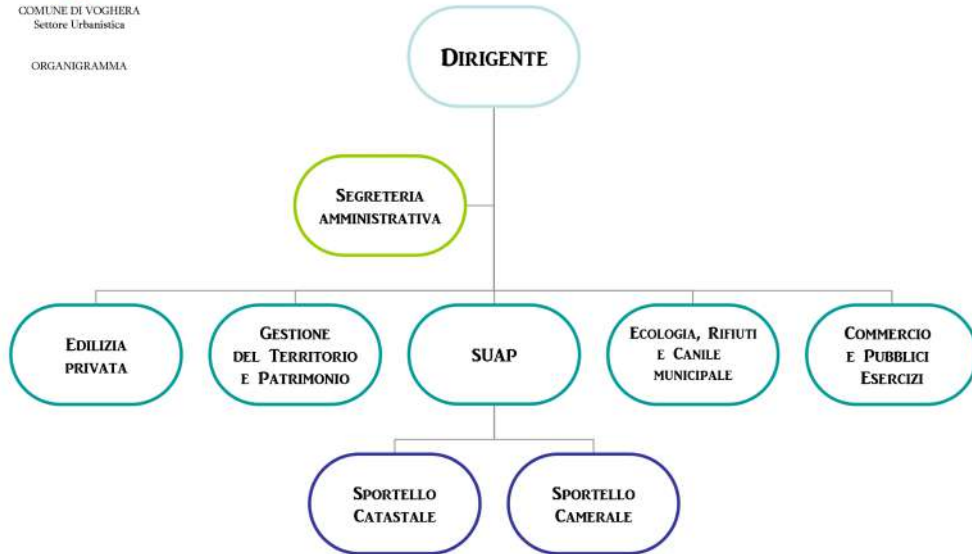 COMUNE DI VOGHERA
Settore Urbanistica
ORGANIGRAMMA
DIRIGENTE
SEGRETERIA
AMMINISTRATIVA
EDILIZIA
PRIVATA
GESTIONE
DEL TERRITORIO
E PATRIMONIO
SUAP
ECOLOGIA, RIFIUTI
E CANILE
MUNICIPALE
COMMERCIO
E PUBBLICI
ESERCIZI
SPORTELLO
CATASTALE
SPORTELLO
CAMERALE